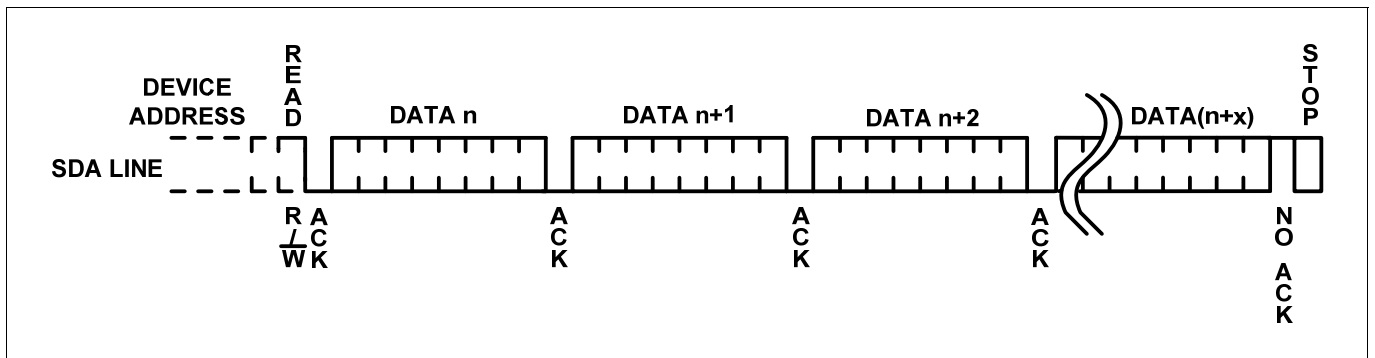 READ
STOP
DEVICE
ADDRESS
DATA n
DATA n+1
DATA n+2
DATA(n+x)
SDA LINE
R/W
ACK
ACK
ACK
ACK
NO ACK